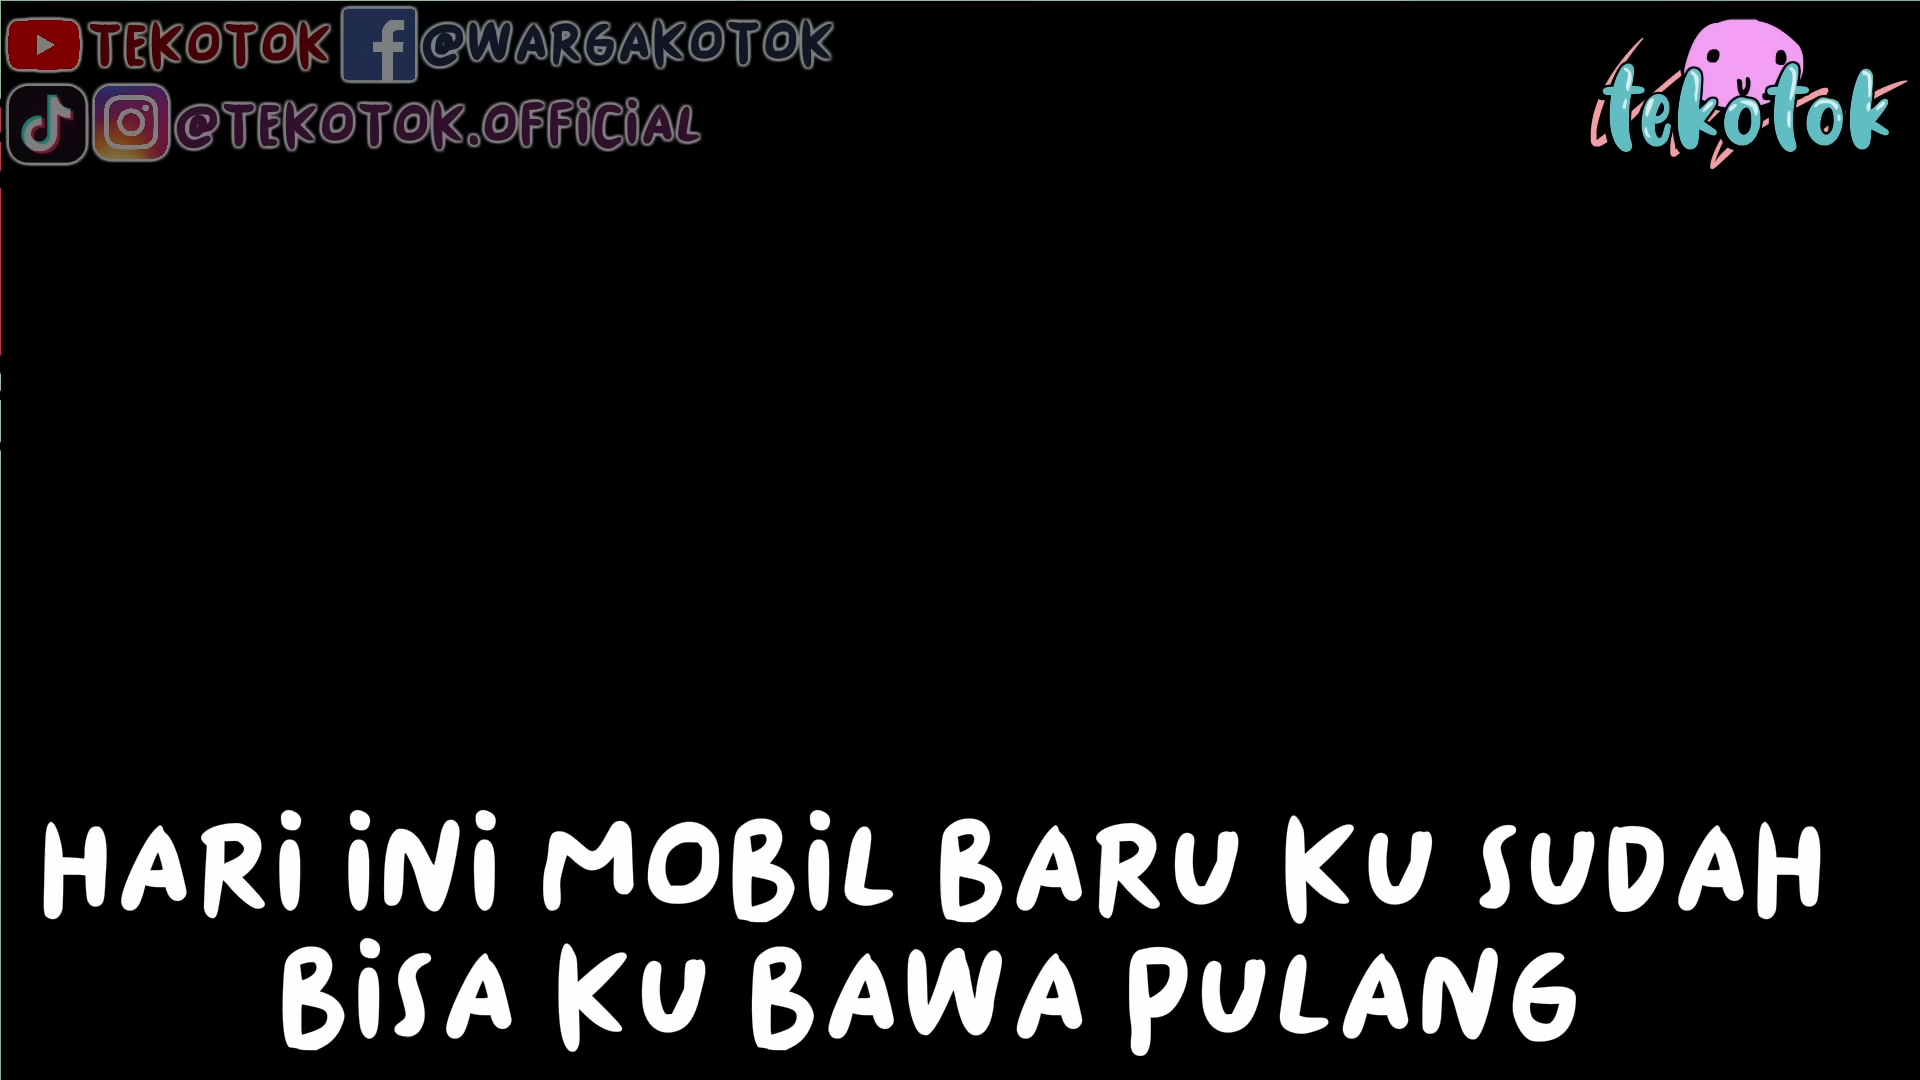 TEKOTOK @WARGAKOTOK
@TEKOTOK.OFFICIAL
tekotok
HARI INI MOBIL BARU KU SUDAH
BISA KU BAWA PULANG